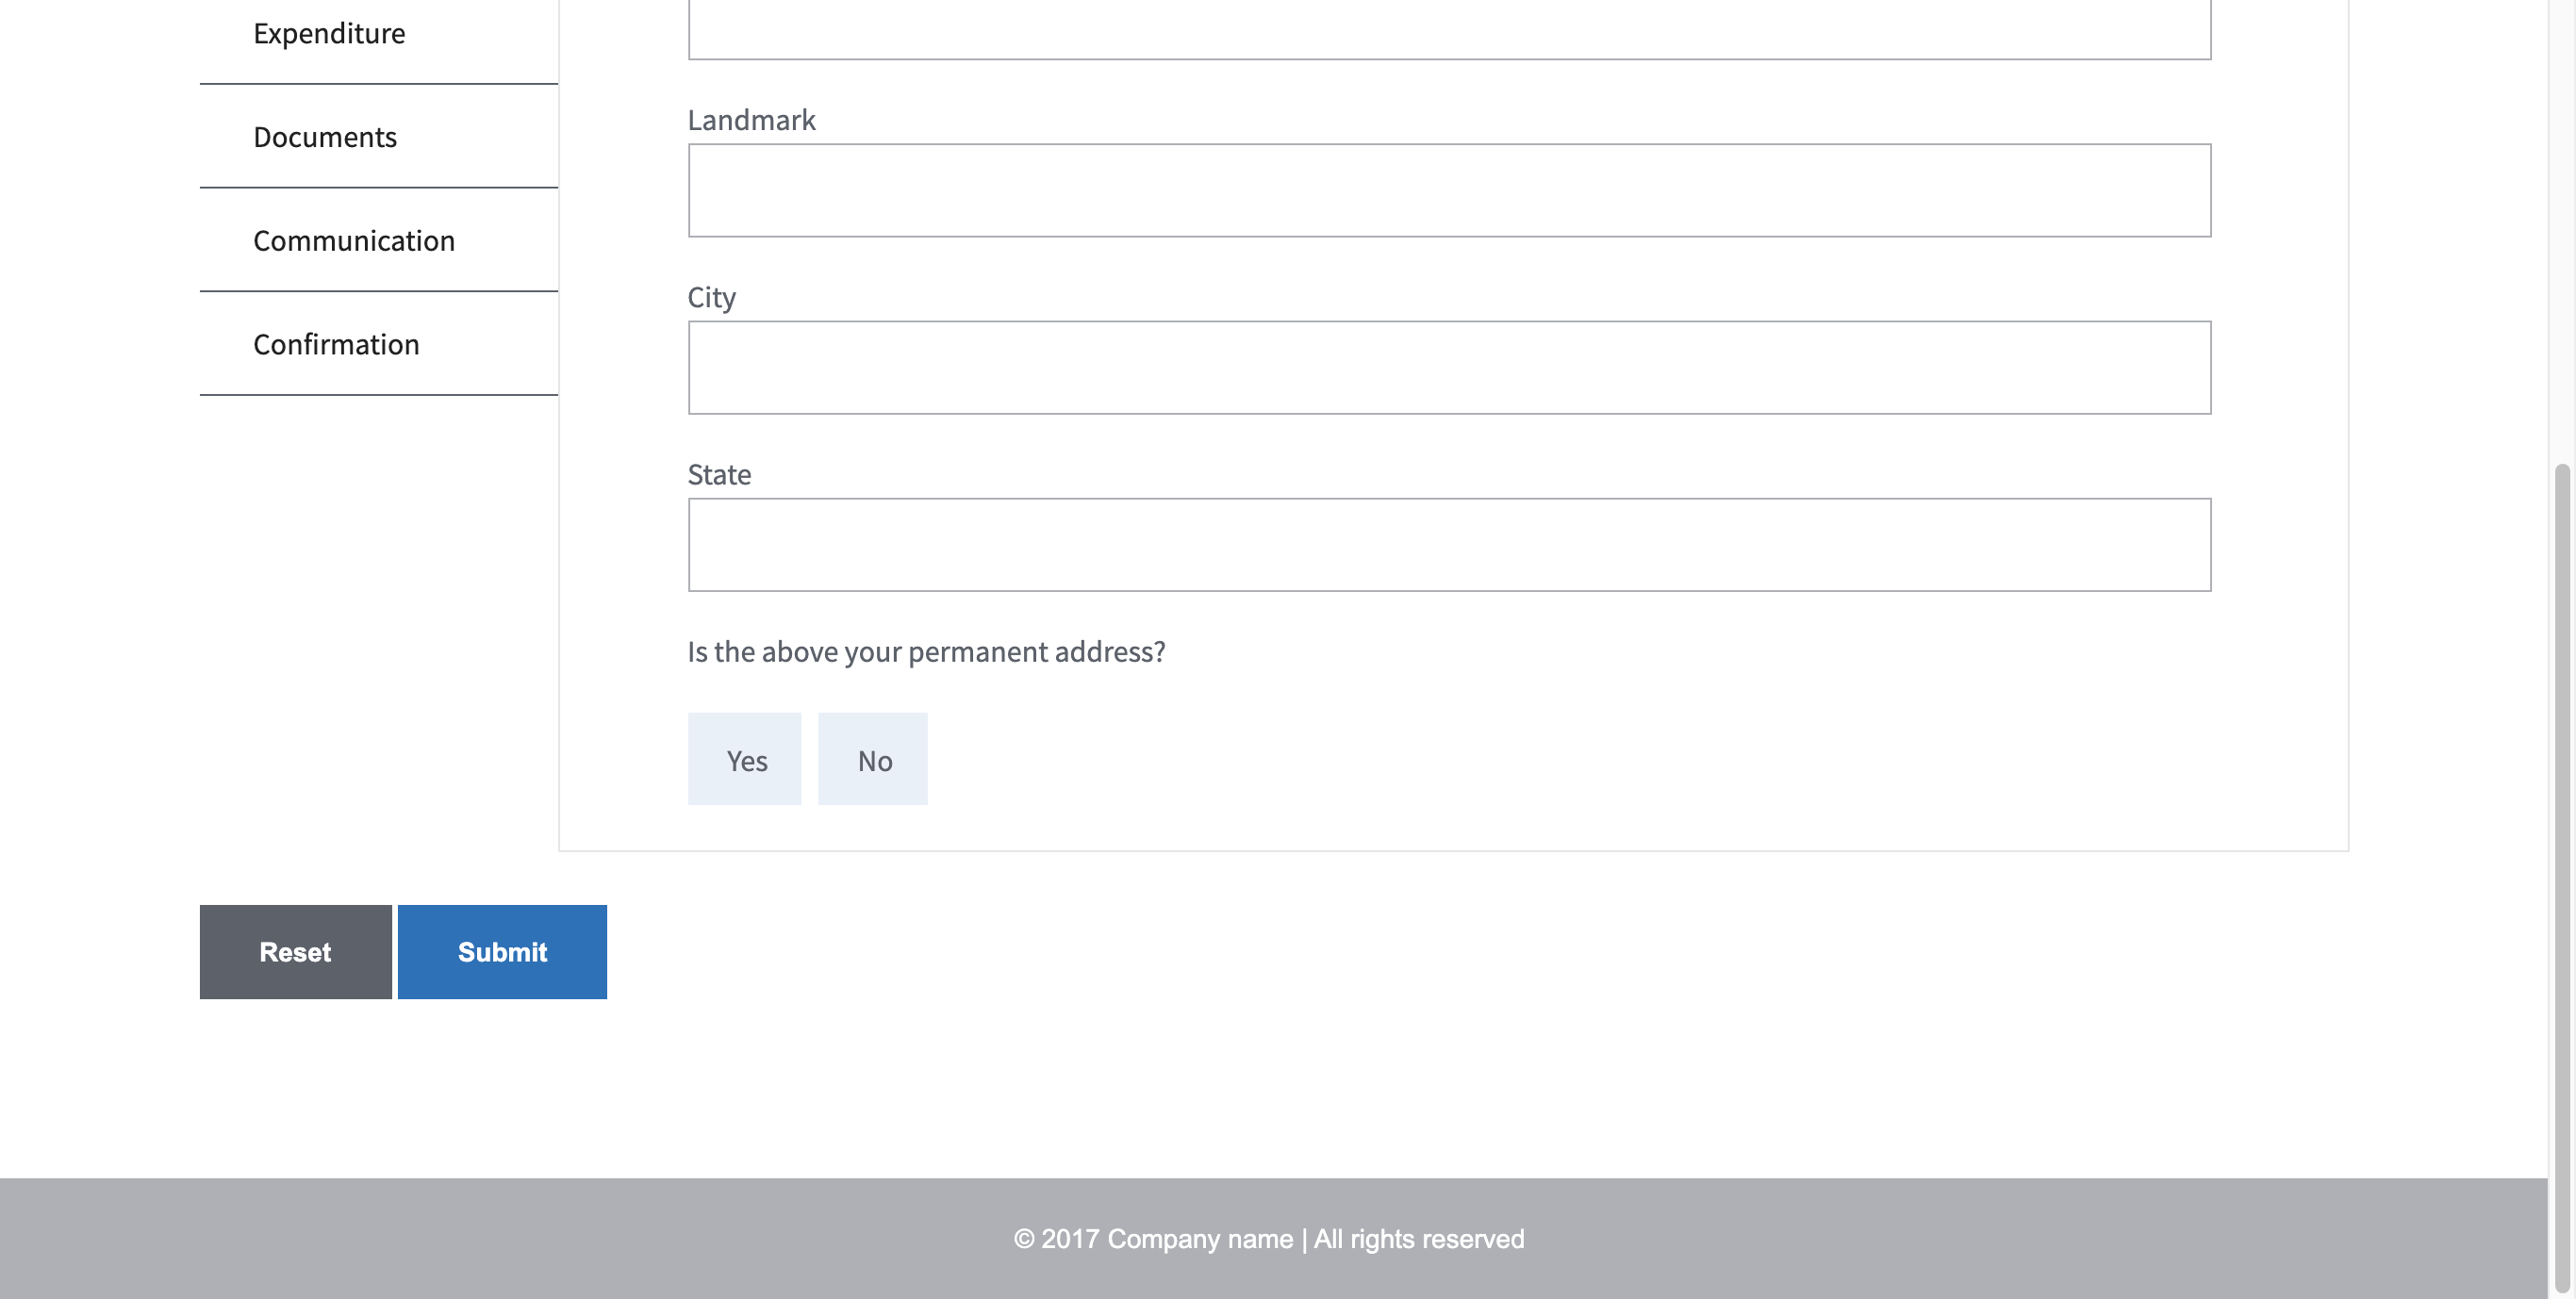 Expenditure
Documents
Communication
Confirmation
Landmark
City
State
Is the above your permanent address?
Yes No
Reset Submit
© 2017 Company name | All rights reserved